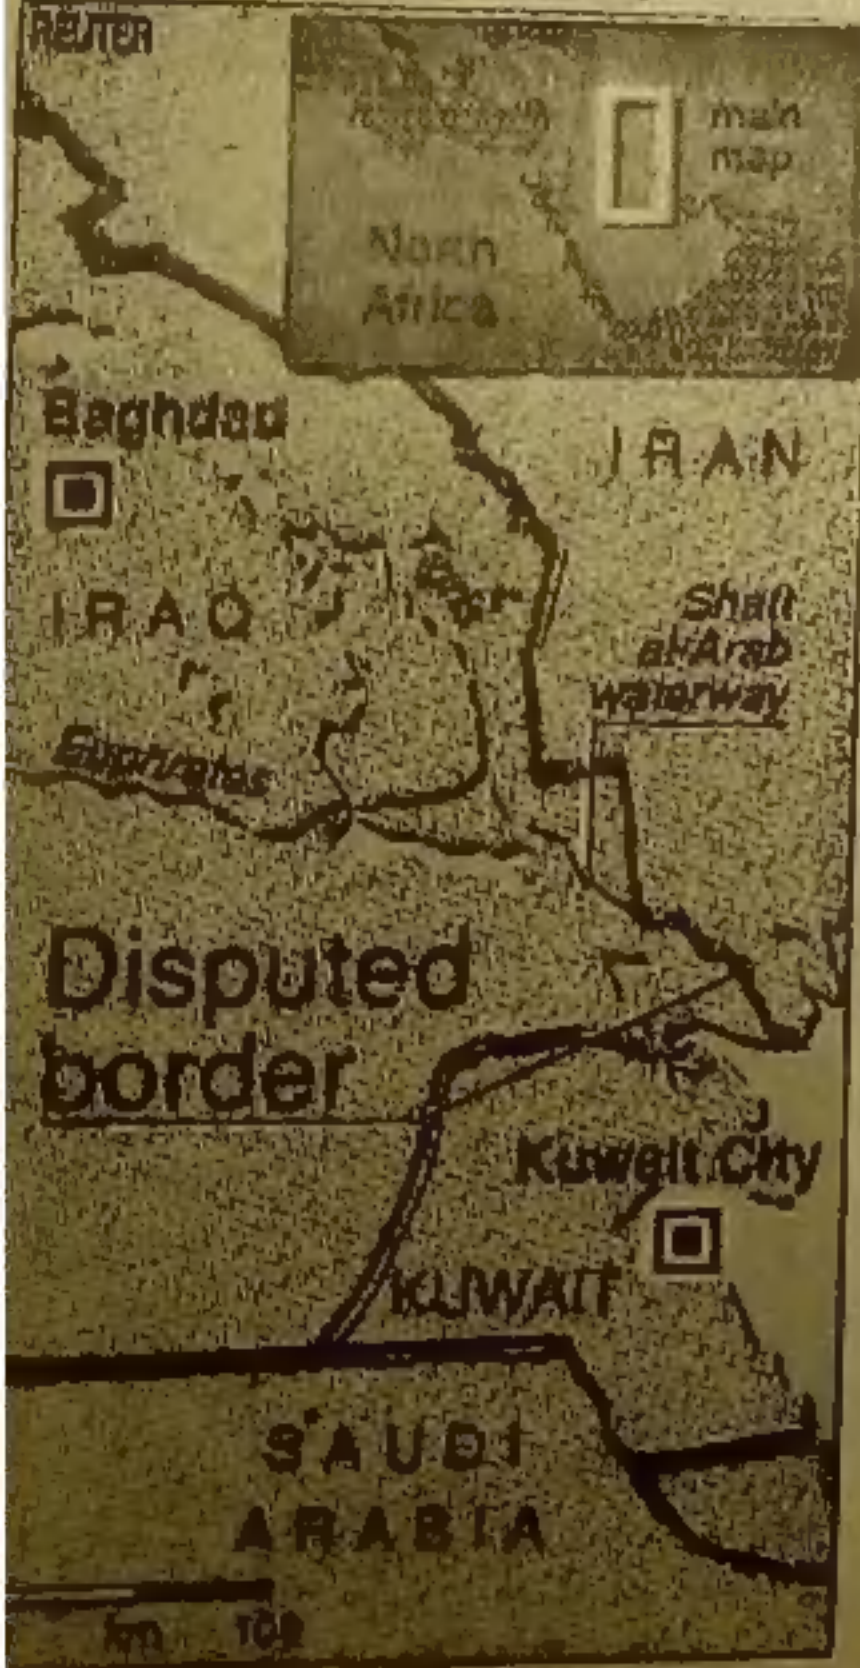 REUTER
main
map
North
Africa
Baghdad
IRAN
IRAQ
Shatt
al-Arab
waterway
Euphrates
Disputed
border
Kuwait City
KUWAIT
SAUDI
ARABIA
km 100